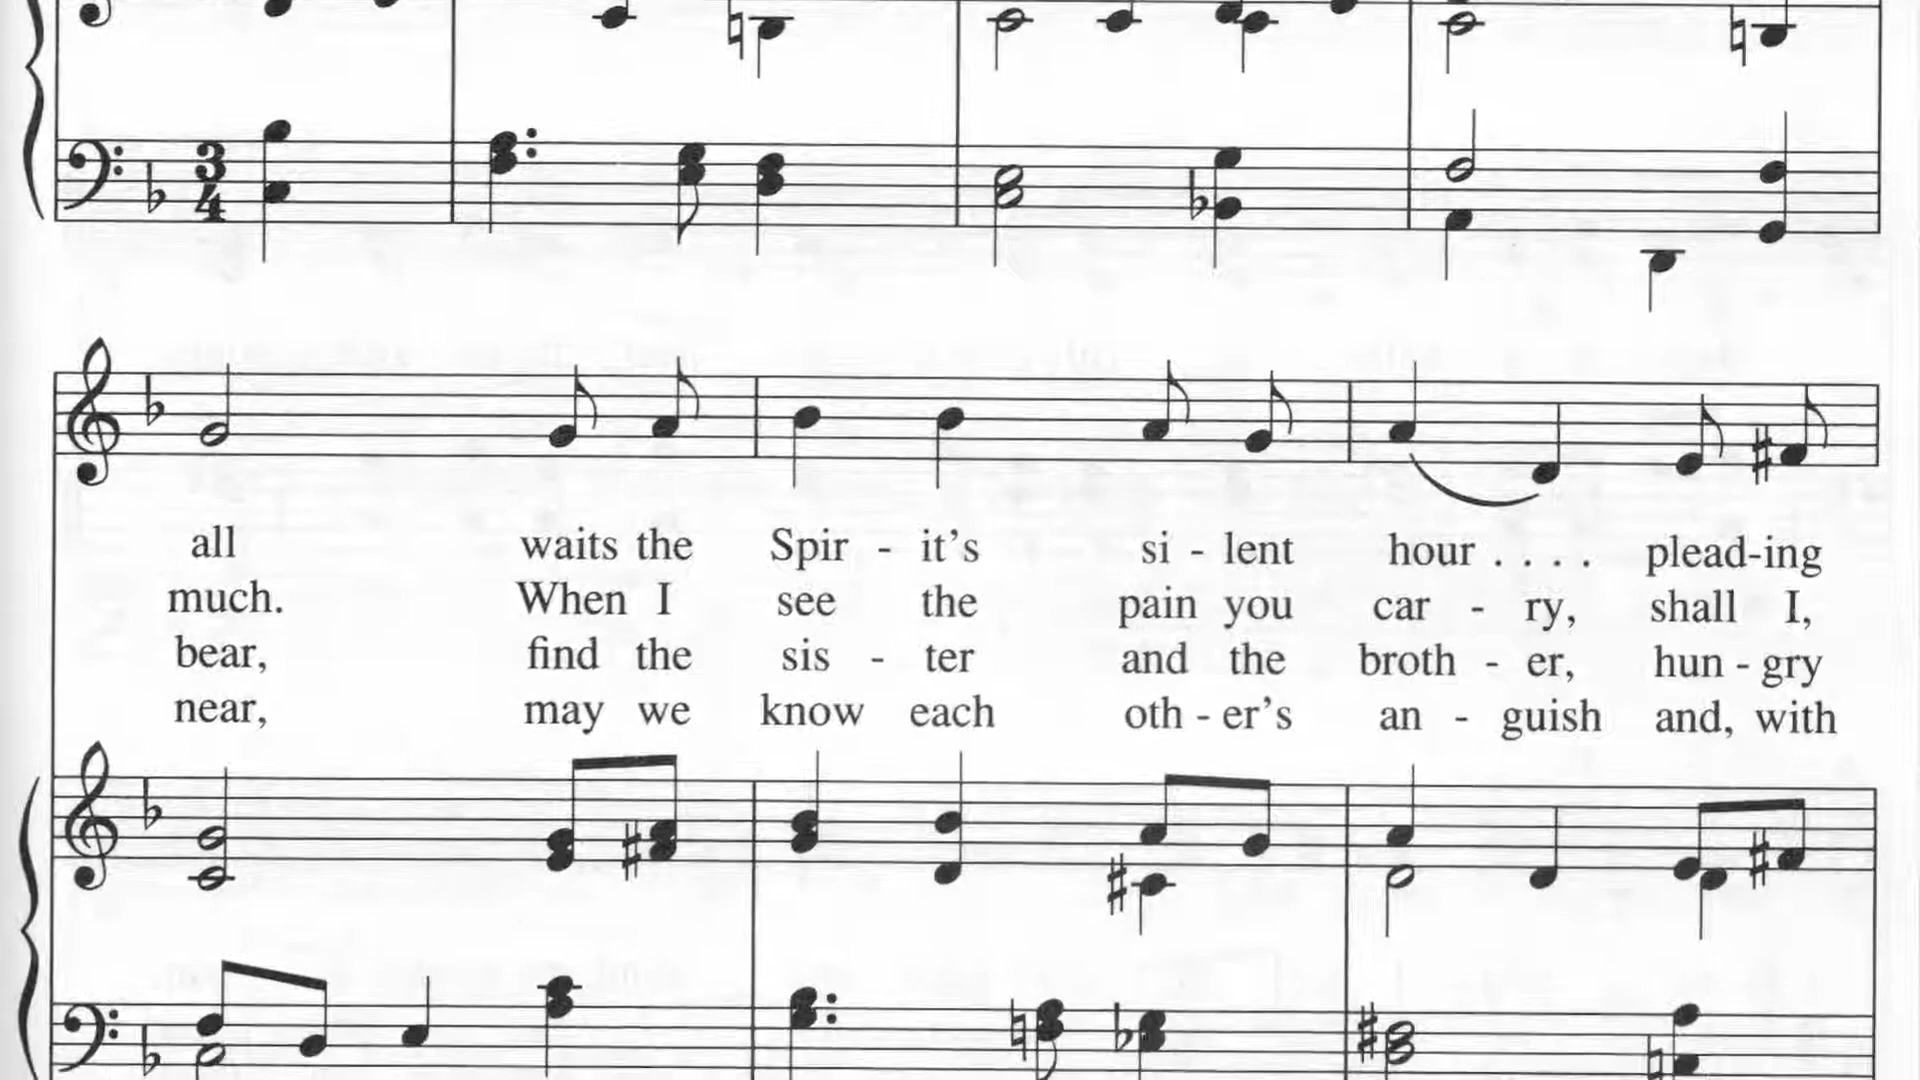 3
4
all waits the Spir - it's si - lent hour . . . . plead-ing
much. When I see the pain you car - ry, shall I,
bear, find the sis - ter and the broth - er, hun - gry
near, may we know each oth - er's an - guish and, with